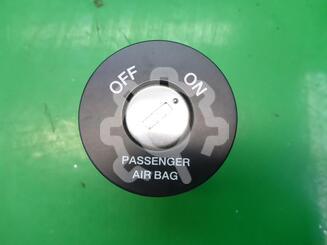 OFF ON
PASSENGER
AIR BAG